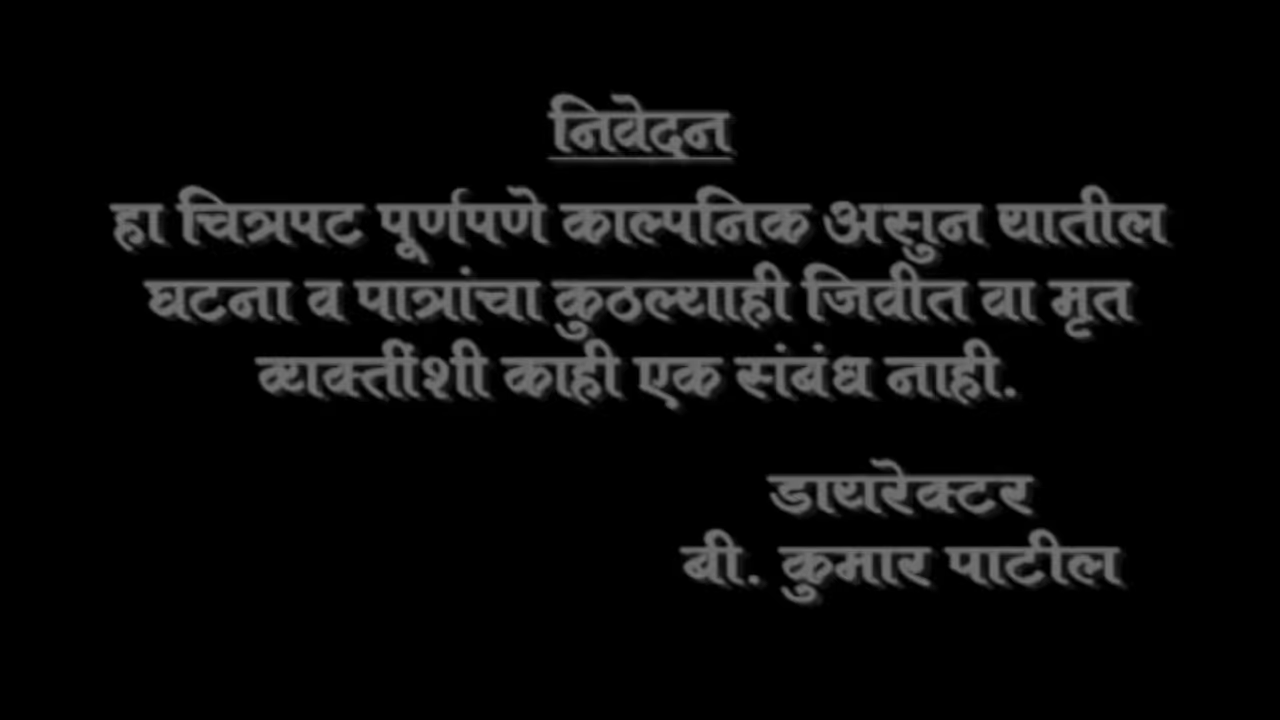 निवेदन
हा चित्रपट पूर्णपणे काल्पनिक असुन यातील
घटना व पात्रांचा कुठल्याही जिवीत वा मृत
व्यक्तींशी काही एक संबंध नाही.
डायरेक्टर
बी. कुमार पाटील